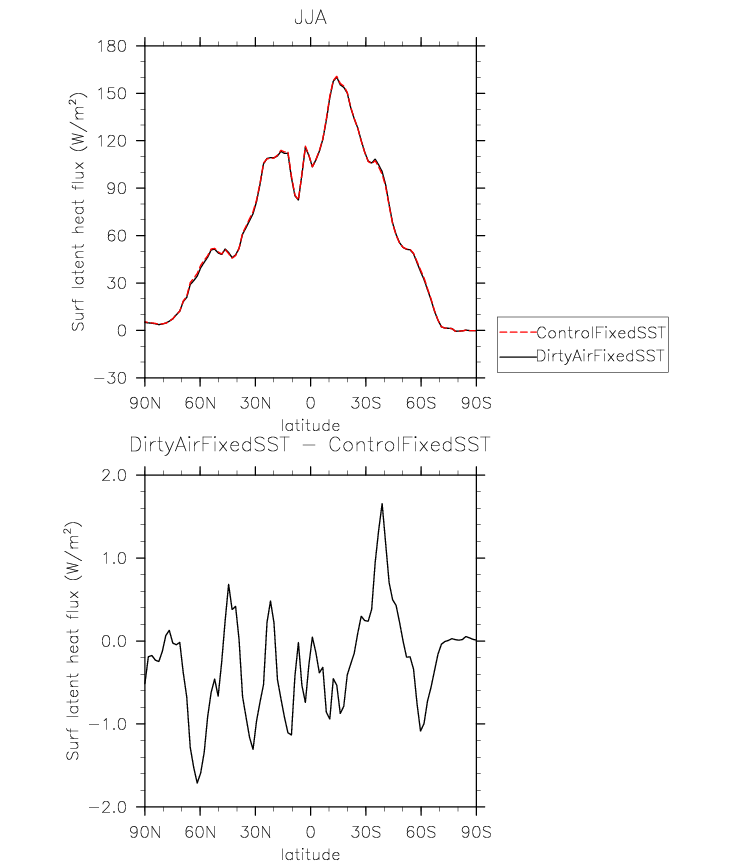 JJA
Surf latent heat flux (W/m²)
180
150
120
90
60
30
0
−30
90N 60N 30N 0 30S 60S 90S
latitude
ControlFixedSST
DirtyAirFixedSST
DirtyAirFixedSST − ControlFixedSST
Surf latent heat flux (W/m²)
2.0
1.0
0.0
−1.0
−2.0
90N 60N 30N 0 30S 60S 90S
latitude